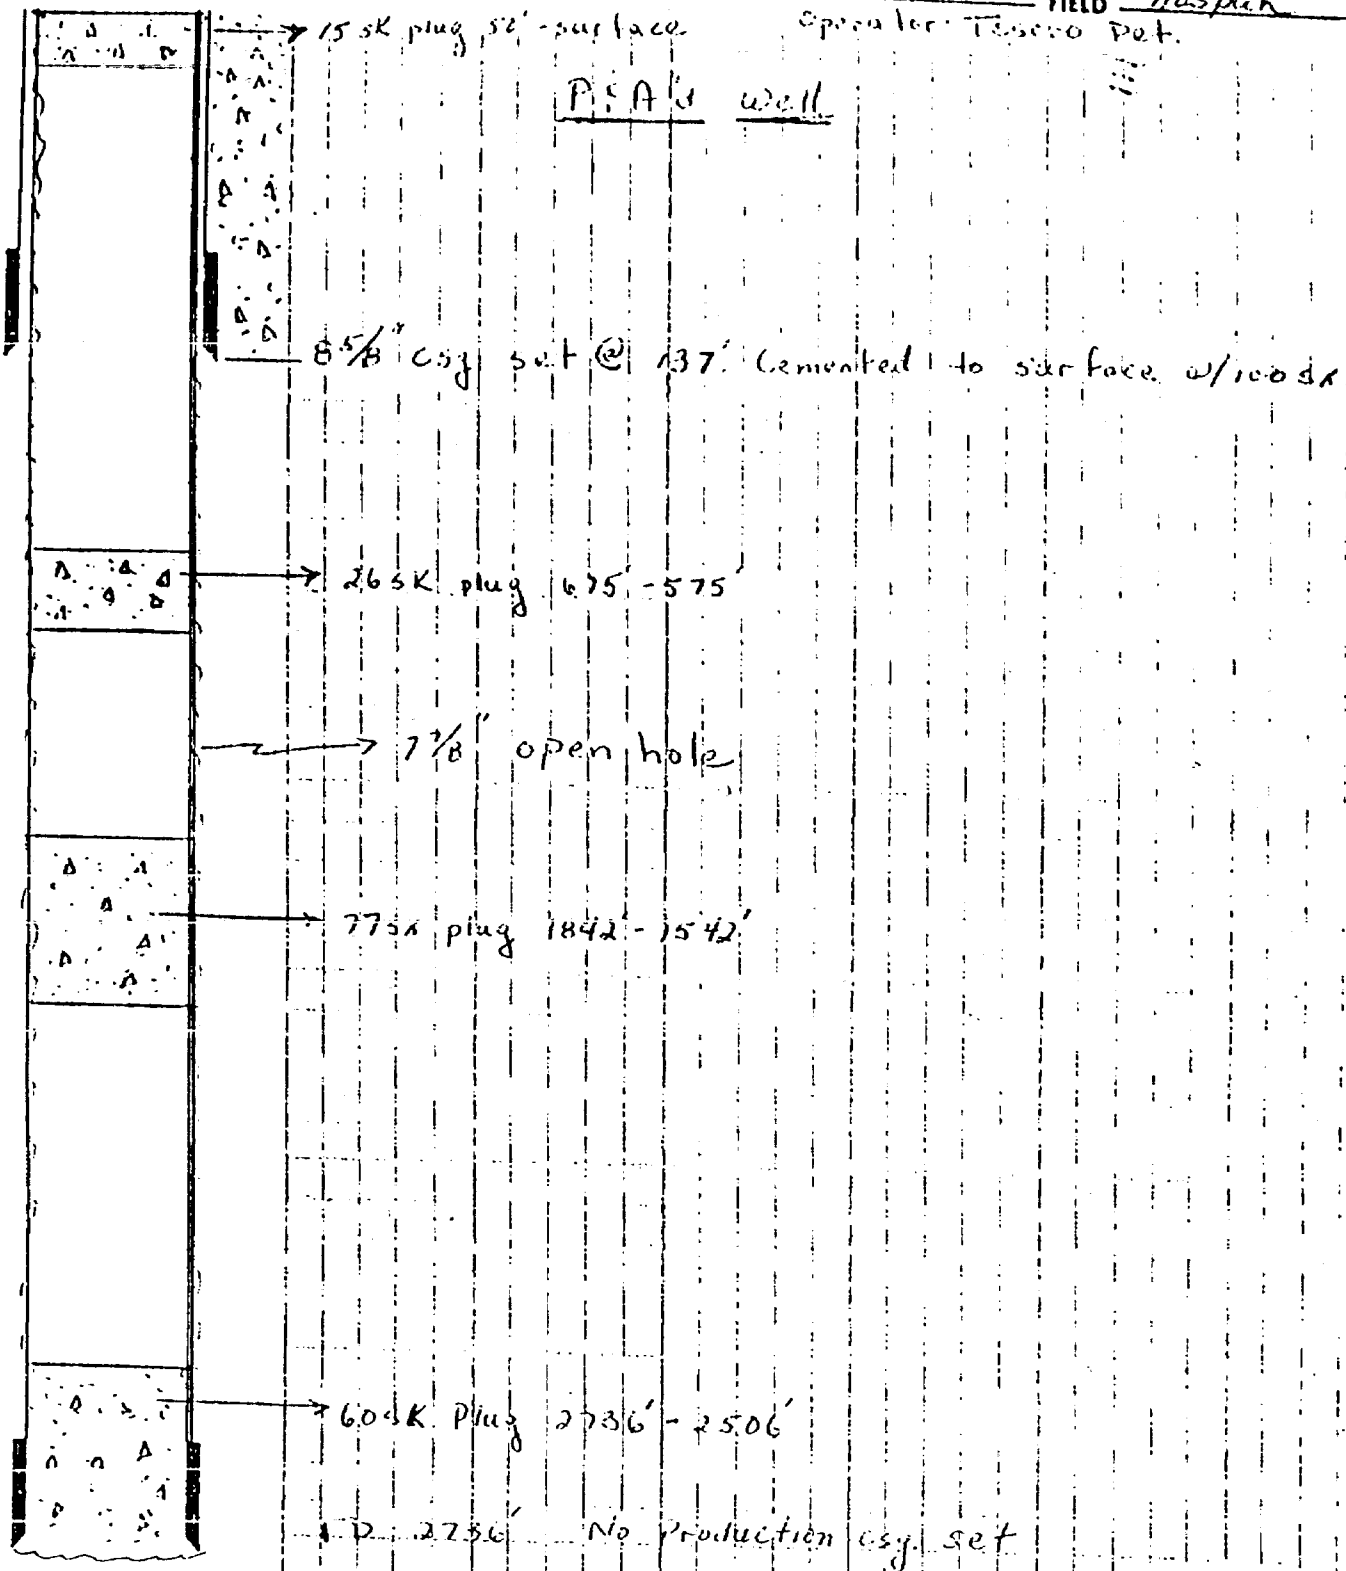 FIELD
15 sK plug 52' - surface
Operator: Tesoro Pet.
P & A'd well
8 5/8" csg set @ 137' Cemented to surface w/100 sk
26 sK plug 675' - 575'
7 7/8" open hole
77 sK plug 1842' - 1542'
60 sK Plug 2736' - 2506'
TD 2736' No Production csg. set